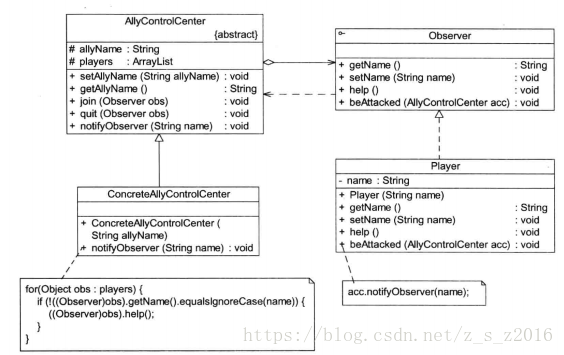 AllyControlCenter
{abstract}
# allyName : String
# players : ArrayList
+ setAllyName (String allyName) : void
+ getAllyName () : String
+ join (Observer obs) : void
+ quit (Observer obs) : void
+ notifyObserver (String name) : void
Observer
+ getName () : String
+ setName (String name) : void
+ help () : void
+ beAttacked (AllyControlCenter acc) : void
ConcreteAllyControlCenter
+ ConcreteAllyControlCenter (
String allyName)
+ notifyObserver (String name) : void
Player
- name : String
+ Player (String name)
+ getName () : String
+ setName (String name) : void
+ help () : void
+ beAttacked (AllyControlCenter acc) : void
for(Object obs : players) {
if (!((Observer)obs).getName().equalsIgnoreCase(name)) {
((Observer)obs).help();
}
}
acc.notifyObserver(name);
https://blog.csdn.net/z_s_z2016